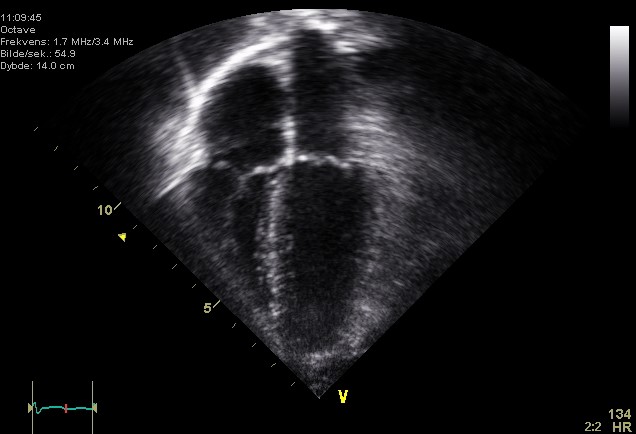 11:09:45
Octave
Frekvens: 1.7 MHz/3.4 MHz
Bilde/sek.: 54.9
Dybde: 14.0 cm
10
5
V
134
2:2 HR